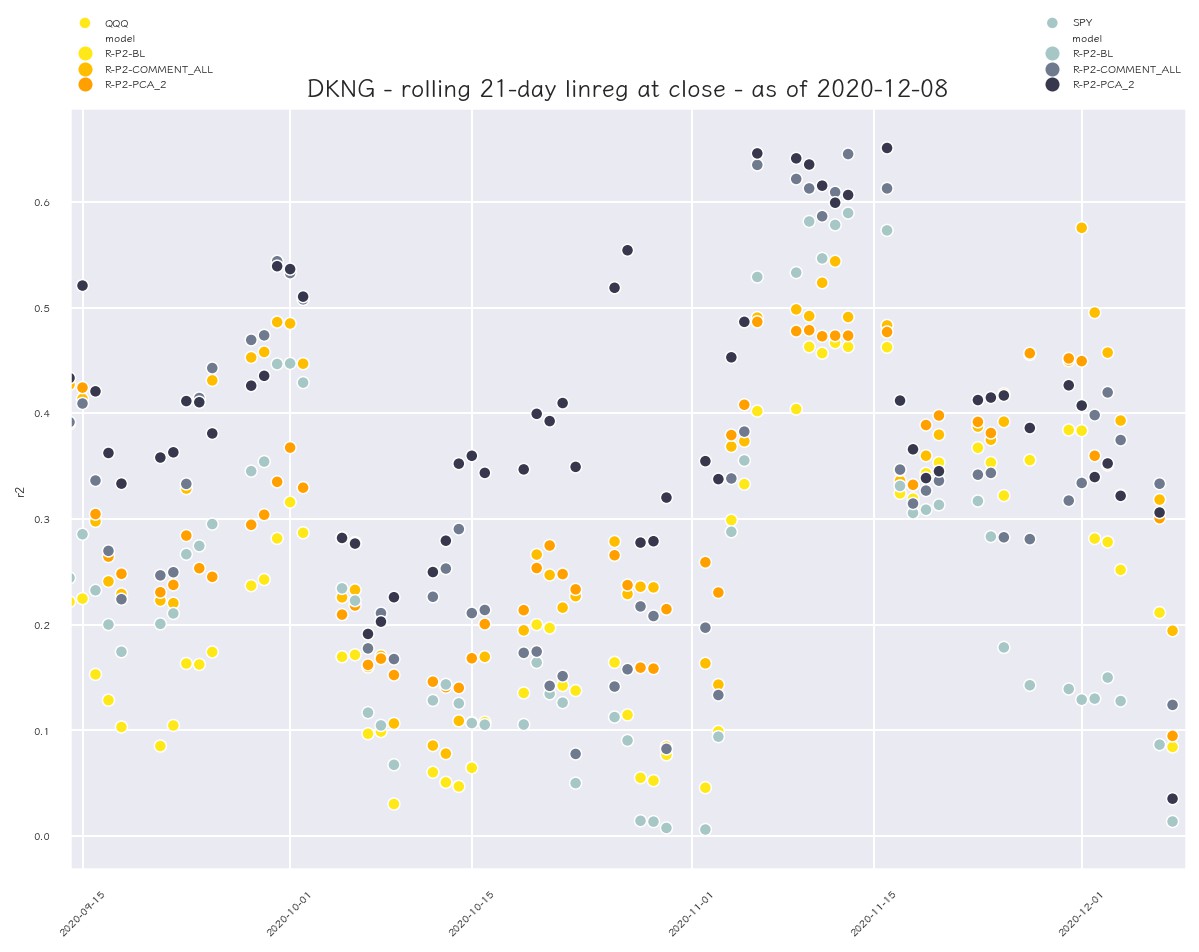 QQQ
model
R-P2-BL
R-P2-COMMENT_ALL
R-P2-PCA_2
SPY
model
R-P2-BL
R-P2-COMMENT_ALL
R-P2-PCA_2
DKNG - rolling 21-day linreg at close - as of 2020-12-08
r2
0.6
0.5
0.4
0.3
0.2
0.1
0.0
2020-09-15
2020-10-01
2020-10-15
2020-11-01
2020-11-15
2020-12-01